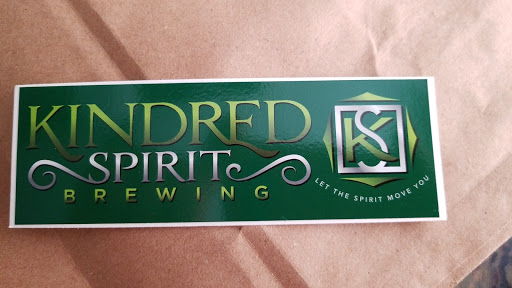 KINDRED
SPIRIT
BREWING
KS
LET THE SPIRIT MOVE YOU